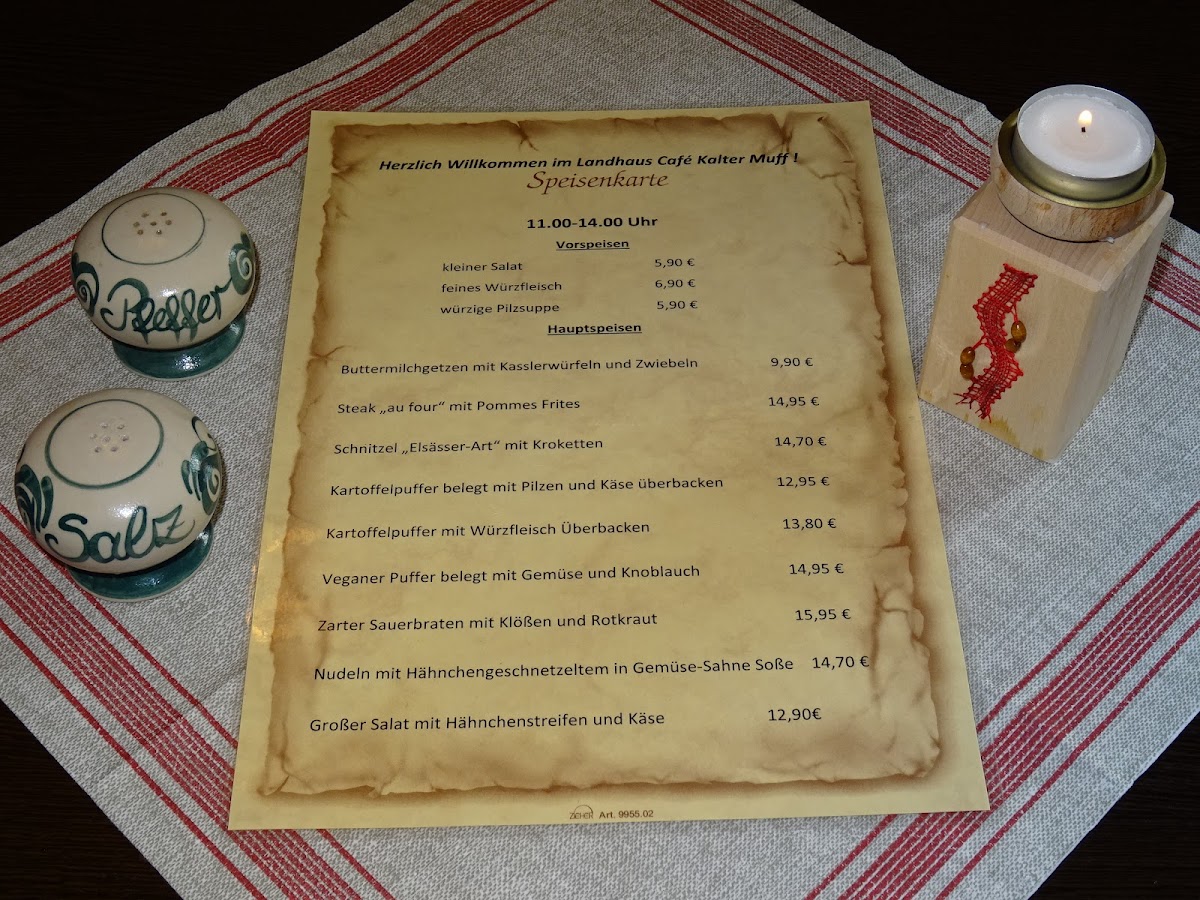 Herzlich Willkommen im Landhaus Café Kalter Muff !
Speisenkarte
11.00-14.00 Uhr
Vorspeisen
kleiner Salat 5,90 €
feines Würzfleisch 6,90 €
würzige Pilzsuppe 5,90 €
Hauptspeisen
Buttermilchgetzen mit Kasslerwürfeln und Zwiebeln 9,90 €
Steak „au four“ mit Pommes Frites 14,95 €
Schnitzel „Elsässer-Art“ mit Kroketten 14,70 €
Kartoffelpuffer belegt mit Pilzen und Käse überbacken 12,95 €
Kartoffelpuffer mit Würzfleisch Überbacken 13,80 €
Veganer Puffer belegt mit Gemüse und Knoblauch 14,95 €
Zarter Sauerbraten mit Klößen und Rotkraut 15,95 €
Nudeln mit Hähnchengeschnetzeltem in Gemüse-Sahne Soße 14,70 €
Großer Salat mit Hähnchenstreifen und Käse 12,90€
ZIEHER Art. 9955.02
Pfeffer
Salz